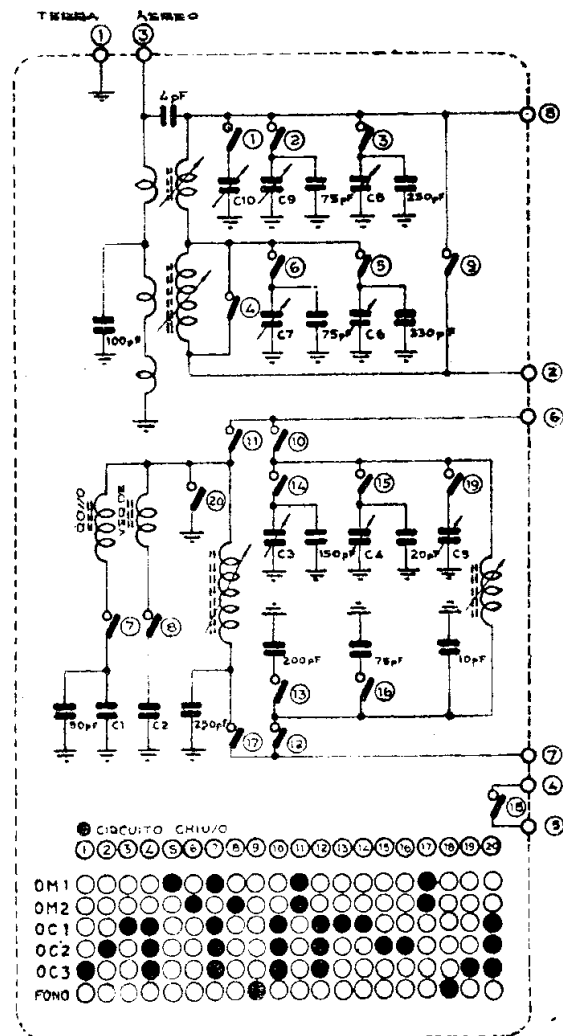 TERRA AEREO
1 3
4pF
8
1 2 3
C10 C9 75pF C8 250pF
9
6 5
4
C7 75pF C6 330pF
100pF
2
6
11 10
20 14 15 19
C3 150pF C4 20pF C5
7 8
200pF 75pF 10pF
13 16
50pF C1 C2 250pF
17 12
7
4
18
CIRCUITO CHIUSO
1 2 3 4 5 6 7 8 9 10 11 12 13 14 15 16 17 18 19 20
OM1
OM2
OC1
OC2
OC3
FONO